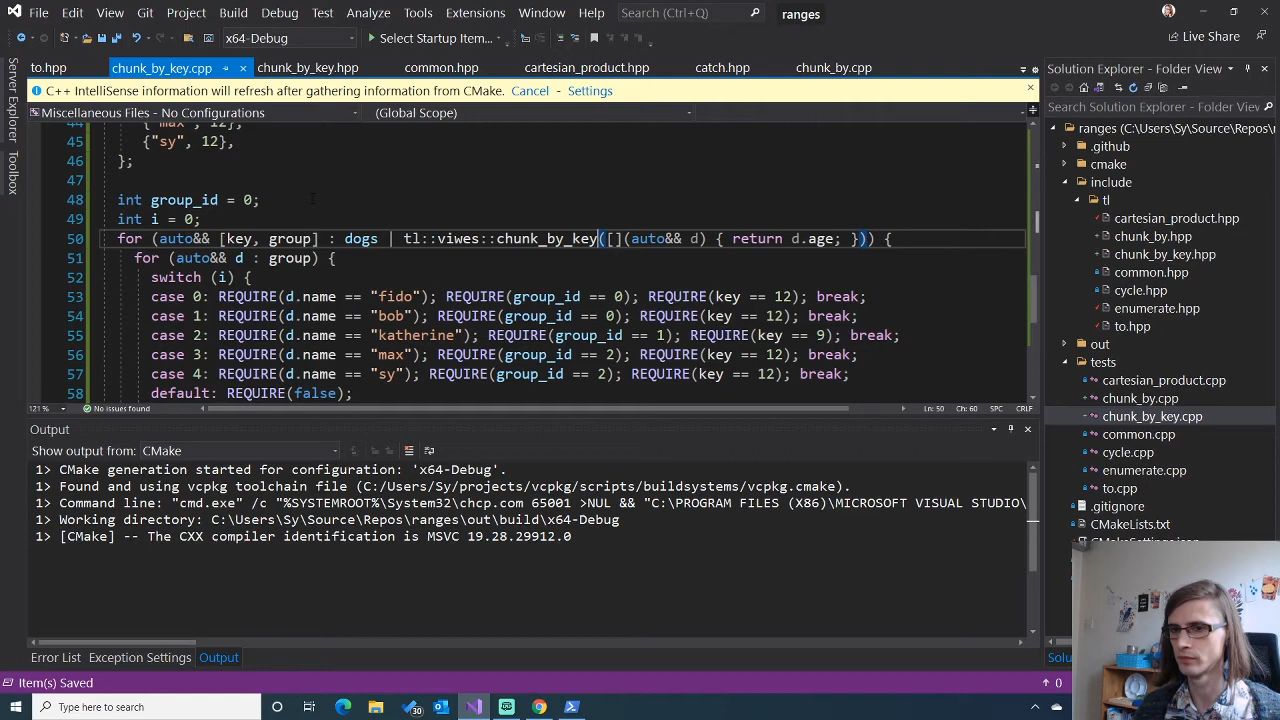 File Edit View Git Project Build Debug Test Analyze Tools Extensions Window Help Search (Ctrl+Q) ranges
x64-Debug Select Startup Item... Live Share
to.hpp chunk_by_key.cpp chunk_by_key.hpp common.hpp cartesian_product.hpp catch.hpp chunk_by.cpp
C++ IntelliSense information will refresh after gathering information from CMake. Cancel Settings
Miscellaneous Files - No Configurations (Global Scope)
44 {"max", 12},
45 {"sy", 12},
46 };
47
48 int group_id = 0;
49 int i = 0;
50 for (auto&& [key, group] : dogs | tl::viwes::chunk_by_key([](auto&& d) { return d.age; })) {
51 for (auto&& d : group) {
52 switch (i) {
53 case 0: REQUIRE(d.name == "fido"); REQUIRE(group_id == 0); REQUIRE(key == 12); break;
54 case 1: REQUIRE(d.name == "bob"); REQUIRE(group_id == 0); REQUIRE(key == 12); break;
55 case 2: REQUIRE(d.name == "katherine"); REQUIRE(group_id == 1); REQUIRE(key == 9); break;
56 case 3: REQUIRE(d.name == "max"); REQUIRE(group_id == 2); REQUIRE(key == 12); break;
57 case 4: REQUIRE(d.name == "sy"); REQUIRE(group_id == 2); REQUIRE(key == 12); break;
58 default: REQUIRE(false);
121 % No issues found Ln: 50 Ch: 60 SPC CRLF
Output
Show output from: CMake
1> CMake generation started for configuration: 'x64-Debug'.
1> Found and using vcpkg toolchain file (C:/Users/Sy/projects/vcpkg/scripts/buildsystems/vcpkg.cmake).
1> Command line: "cmd.exe" /c "%SYSTEMROOT%\System32\chcp.com 65001 >NUL && "C:\PROGRAM FILES (X86)\MICROSOFT VISUAL STUDIO\
1> Working directory: C:\Users\Sy\Source\Repos\ranges\out\build\x64-Debug
1> [CMake] -- The CXX compiler identification is MSVC 19.28.29912.0
Error List Exception Settings Output
Item(s) Saved 0
Type here to search
30
Server Explorer
Toolbox
Solution Explorer - Folder View
Search Solution Explorer - Folder View
ranges (C:\Users\Sy\Source\Repos\
.github
cmake
include
tl
cartesian_product.hpp
chunk_by.hpp
chunk_by_key.hpp
common.hpp
cycle.hpp
enumerate.hpp
to.hpp
out
tests
cartesian_product.cpp
chunk_by.cpp
chunk_by_key.cpp
common.cpp
cycle.cpp
enumerate.cpp
to.cpp
.gitignore
CMakeLists.txt
CMakeSettings.json
Solu